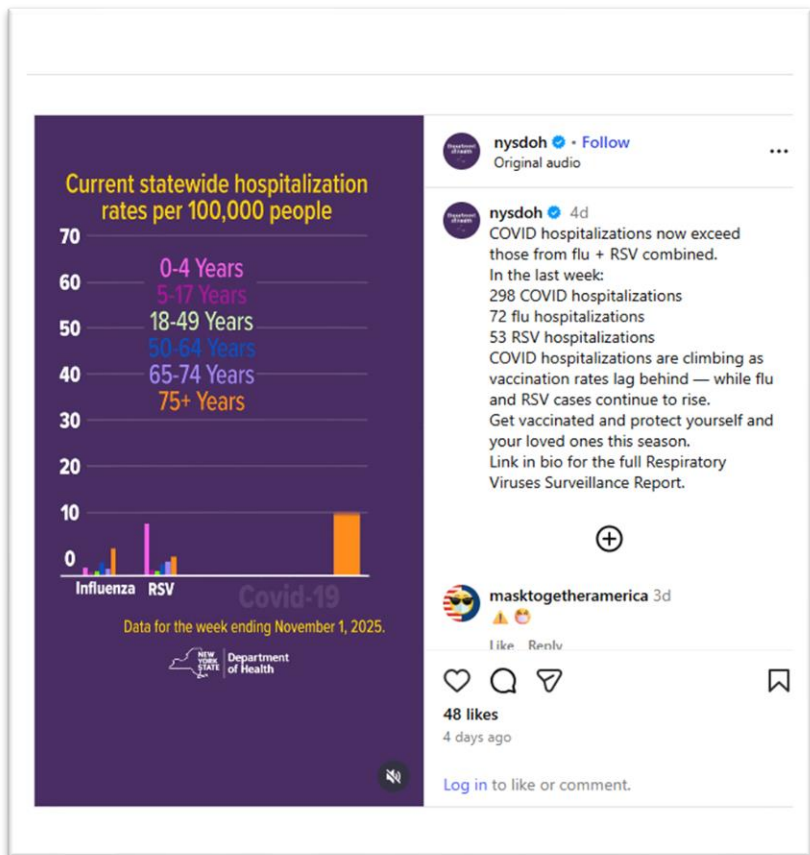 Current statewide hospitalization
rates per 100,000 people
70
60
50
40
30
20
10
0
0-4 Years
5-17 Years
18-49 Years
50-64 Years
65-74 Years
75+ Years
Influenza RSV
Covid-19
Data for the week ending November 1, 2025.
NEW
YORK
STATE
Department
of Health
Department
of Health
nysdoh • Follow
Original audio
Department
of Health
nysdoh 4d
COVID hospitalizations now exceed
those from flu + RSV combined.
In the last week:
298 COVID hospitalizations
72 flu hospitalizations
53 RSV hospitalizations
COVID hospitalizations are climbing as
vaccination rates lag behind — while flu
and RSV cases continue to rise.
Get vaccinated and protect yourself and
your loved ones this season.
Link in bio for the full Respiratory
Viruses Surveillance Report.
masktogetheramerica 3d
⚠️ 😷
Like Reply
48 likes
4 days ago
Log in to like or comment.